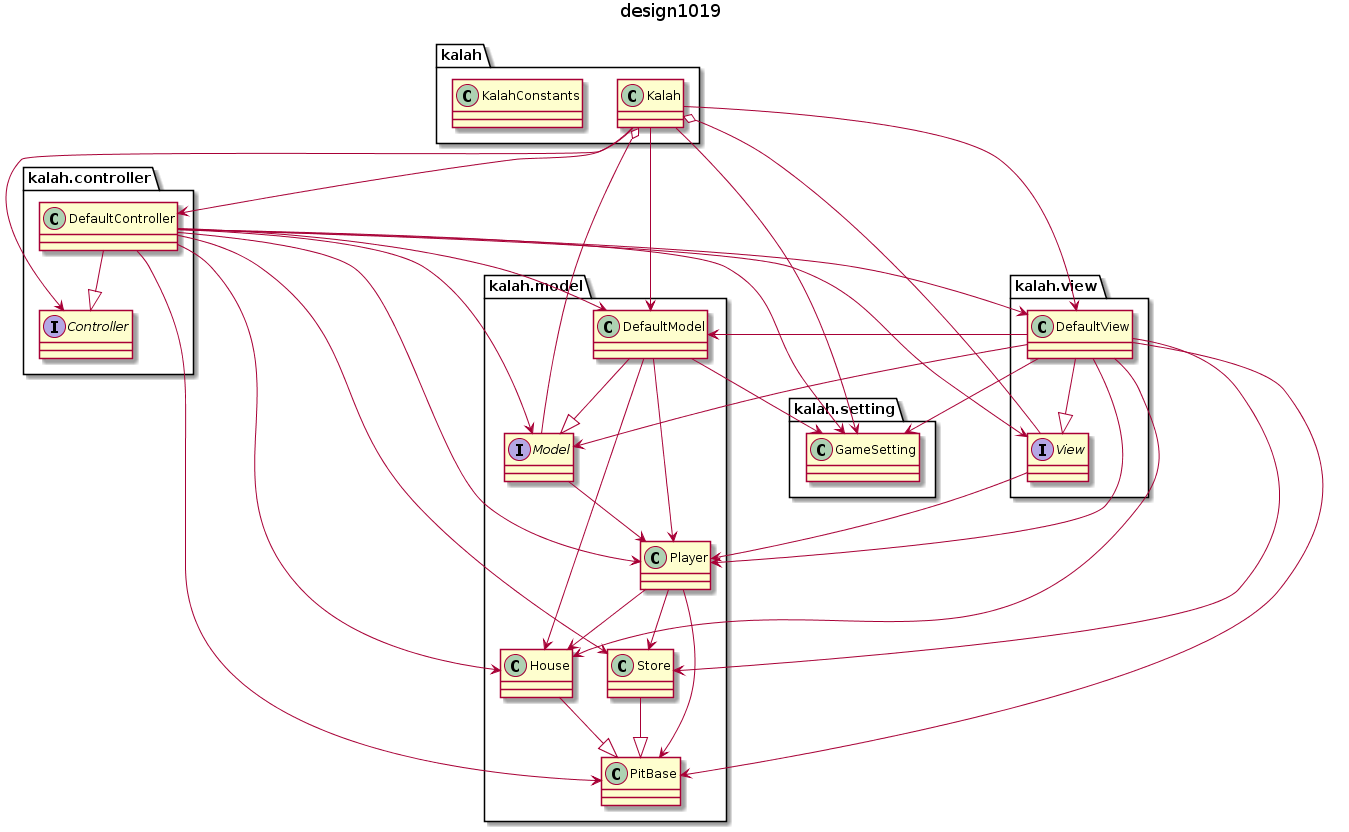 design1019
kalah
C KalahConstants
C Kalah
kalah.controller
C DefaultController
I Controller
kalah.model
C DefaultModel
I Model
C Player
C House
C Store
C PitBase
kalah.setting
C GameSetting
kalah.view
C DefaultView
I View